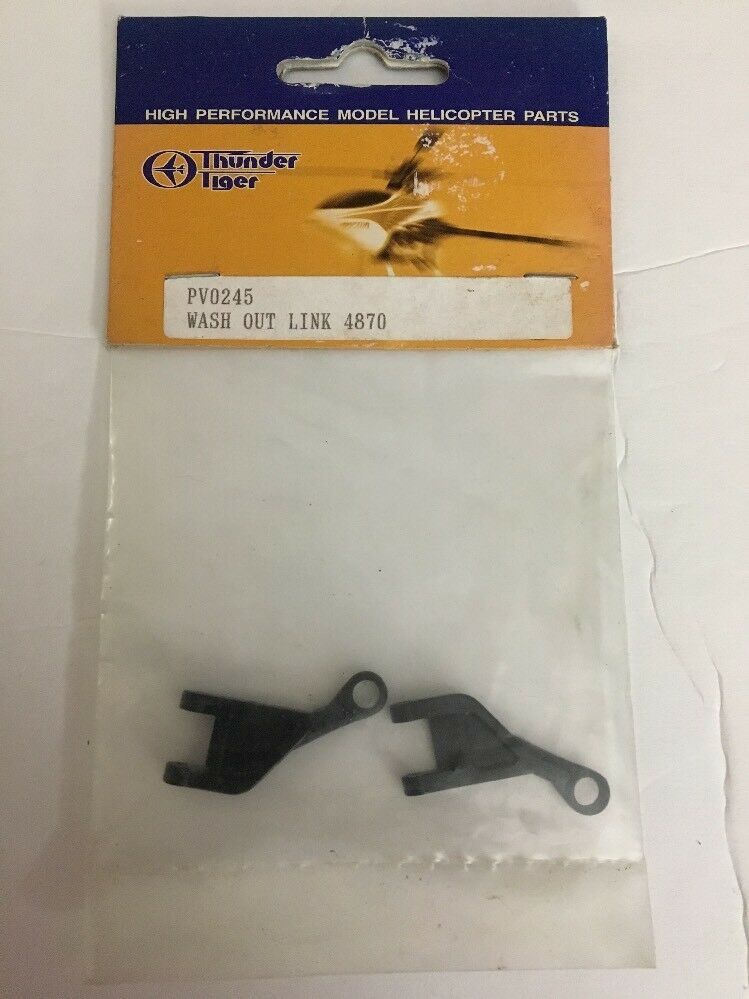 HIGH PERFORMANCE MODEL HELICOPTER PARTS
Thunder
Tiger
PV0245
WASH OUT LINK 4870